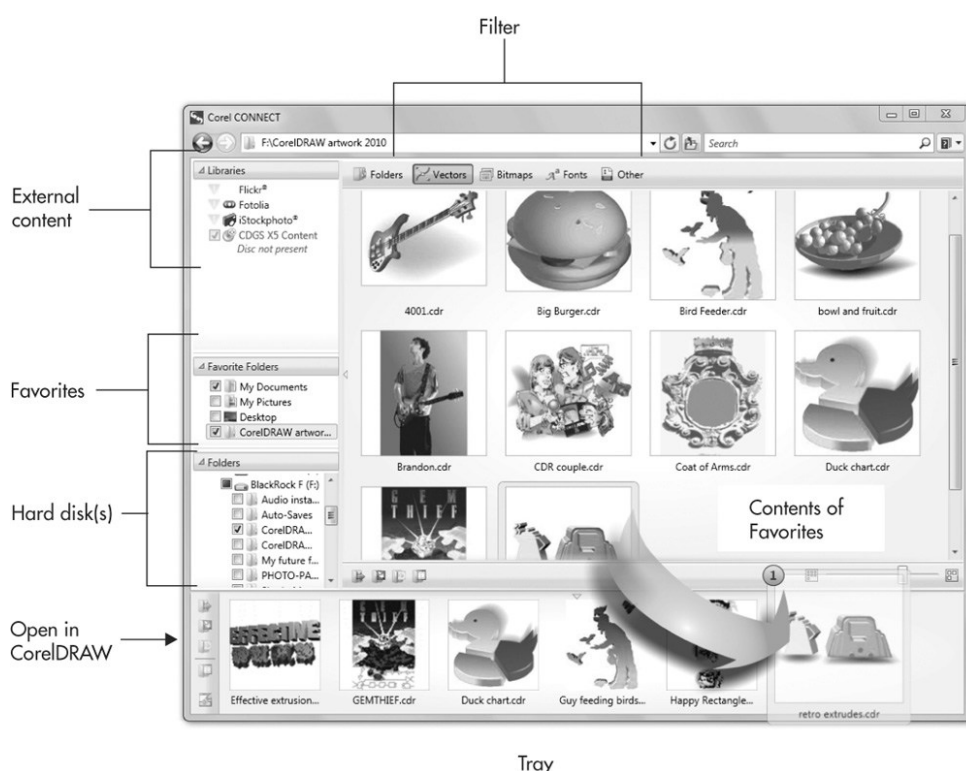 Filter
Corel CONNECT
F:\CorelDRAW artwork 2010
Search
External
content
Libraries
Flickr®
Fotolia
iStockphoto®
CDGS X5 Content
Disc not present
Folders Vectors Bitmaps Fonts Other
4001.cdr Big Burger.cdr Bird Feeder.cdr bowl and fruit.cdr
Favorites
Favorite Folders
My Documents
My Pictures
Desktop
CorelDRAW artwor...
Brandon.cdr CDR couple.cdr Coat of Arms.cdr Duck chart.cdr
Hard disk(s)
Folders
BlackRock F (F:)
Audio insta...
Auto-Saves
CorelDRA...
CorelDRA...
My future f...
PHOTO-PA...
GEM
THIEF
Contents of
Favorites
1
Open in
CorelDRAW
EFFECTIVE
GEM
THIEF
Effective extrusion... GEMTHIEF.cdr Duck chart.cdr Guy feeding birds... Happy Rectangle...
retro extrudes.cdr
Tray